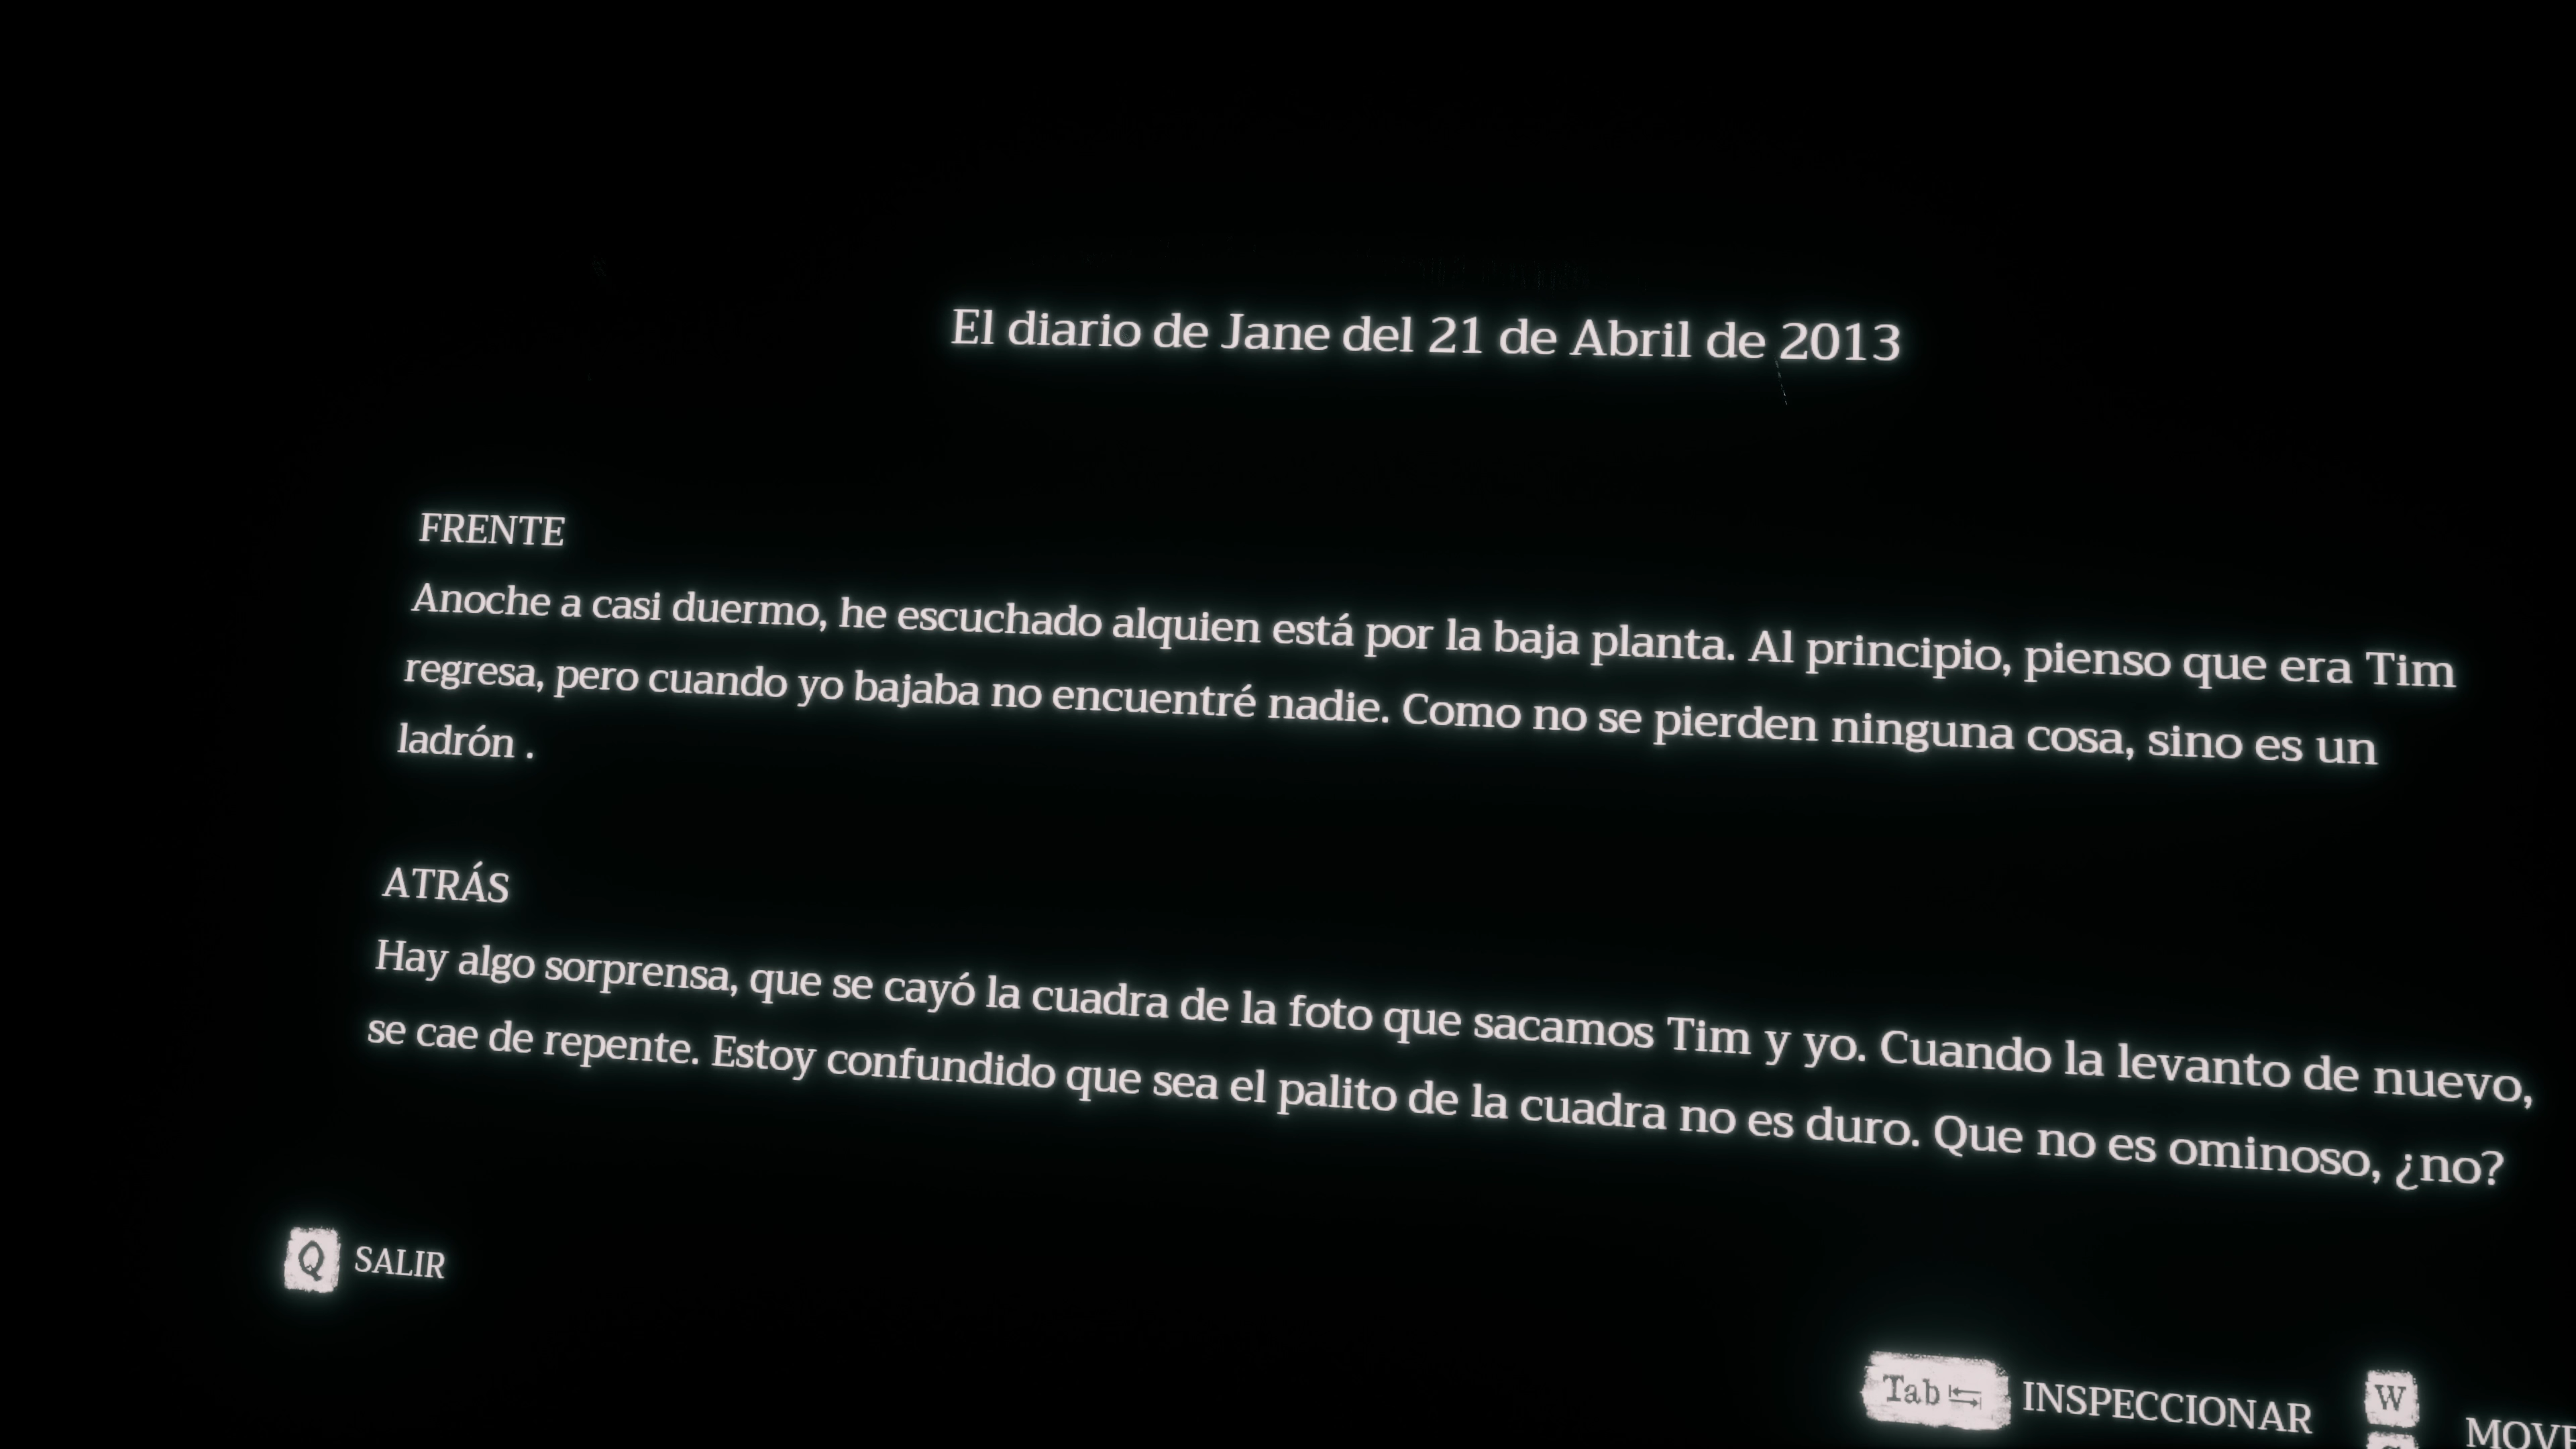 El diario de Jane del 21 de Abril de 2013
FRENTE
Anoche a casi duermo, he escuchado alquien está por la baja planta. Al principio, pienso que era Tim
regresa, pero cuando yo bajaba no encuentré nadie. Como no se pierden ninguna cosa, sino es un
ladrón .
ATRÁS
Hay algo sorprensa, que se cayó la cuadra de la foto que sacamos Tim y yo. Cuando la levanto de nuevo,
se cae de repente. Estoy confundido que sea el palito de la cuadra no es duro. Que no es ominoso, ¿no?
Q SALIR
Tab INSPECCIONAR W